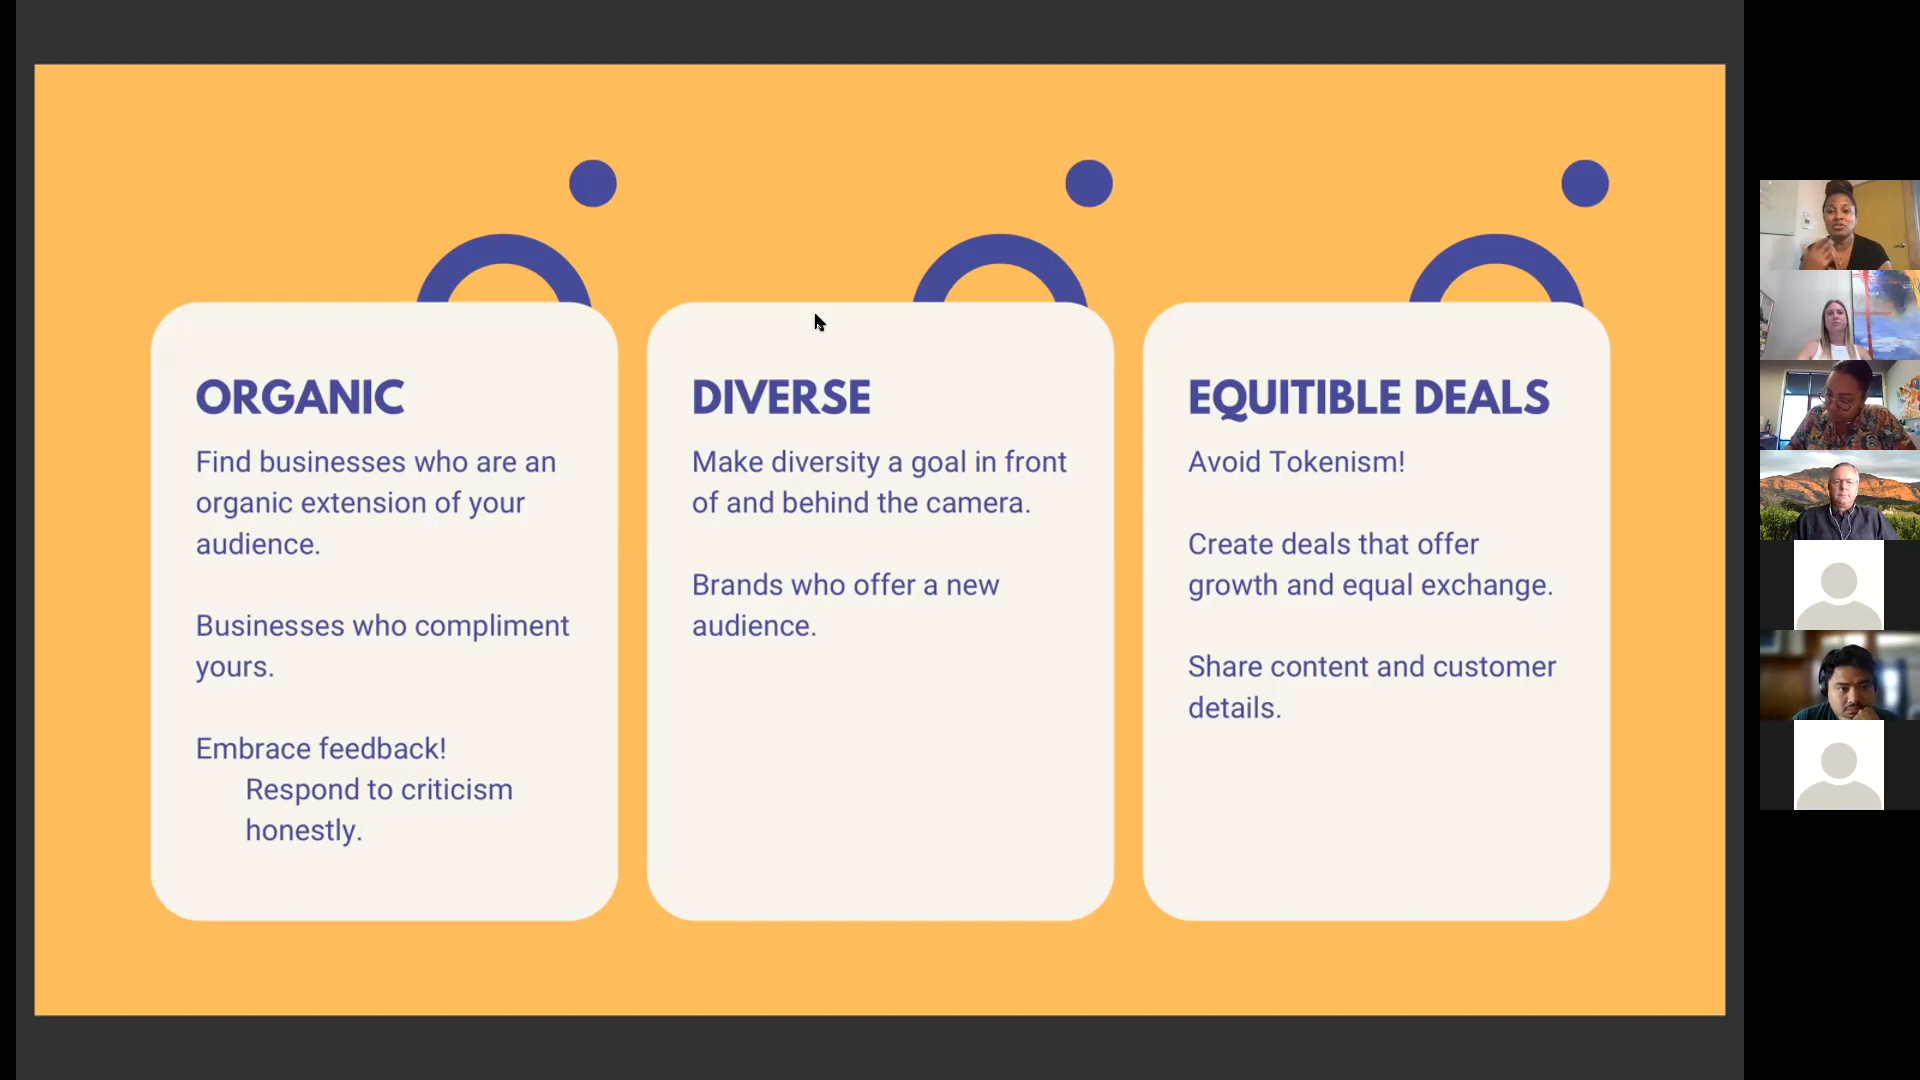 ORGANIC
Find businesses who are an
organic extension of your
audience.
Businesses who compliment
yours.
Embrace feedback!
Respond to criticism
honestly.
DIVERSE
Make diversity a goal in front
of and behind the camera.
Brands who offer a new
audience.
EQUITIBLE DEALS
Avoid Tokenism!
Create deals that offer
growth and equal exchange.
Share content and customer
details.